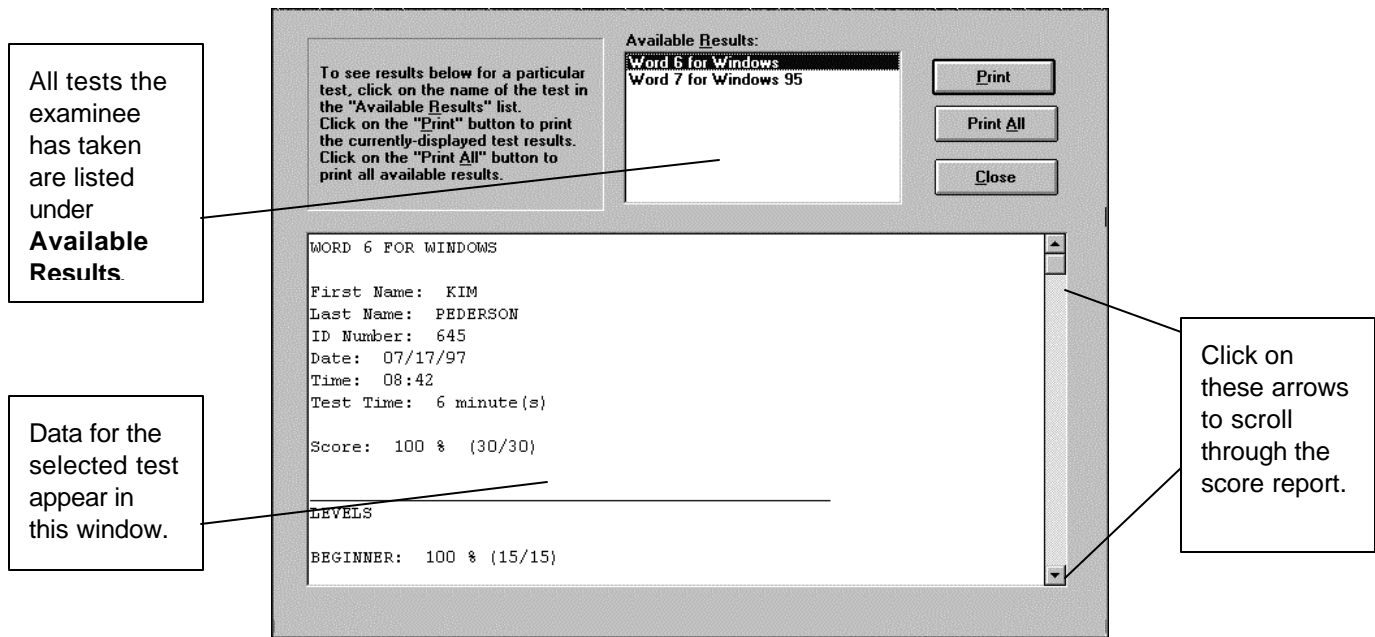 All tests the
examinee
has taken
are listed
under
Available
Results.
To see results below for a particular
test, click on the name of the test in
the "Available Results" list.
Click on the "Print" button to print
the currently-displayed test results.
Click on the "Print All" button to
print all available results.
Available Results:
Word 6 for Windows
Word 7 for Windows 95
Print
Print All
Close
WORD 6 FOR WINDOWS
First Name: KIM
Last Name: PEDERSON
ID Number: 645
Date: 07/17/97
Time: 08:42
Test Time: 6 minute(s)
Score: 100 % (30/30)
LEVELS
BEGINNER: 100 % (15/15)
Data for the
selected test
appear in
this window.
Click on
these arrows
to scroll
through the
score report.